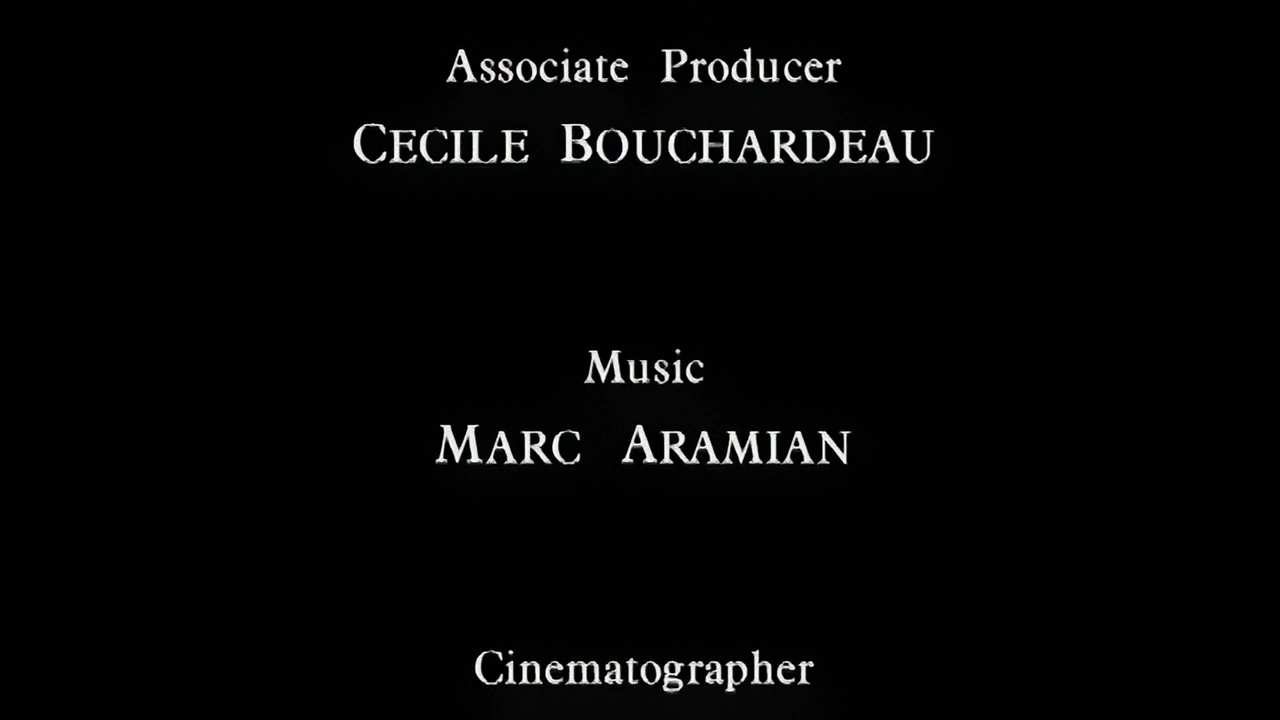 Associate Producer
CECILE BOUCHARDEAU
Music
MARC ARAMIAN
Cinematographer